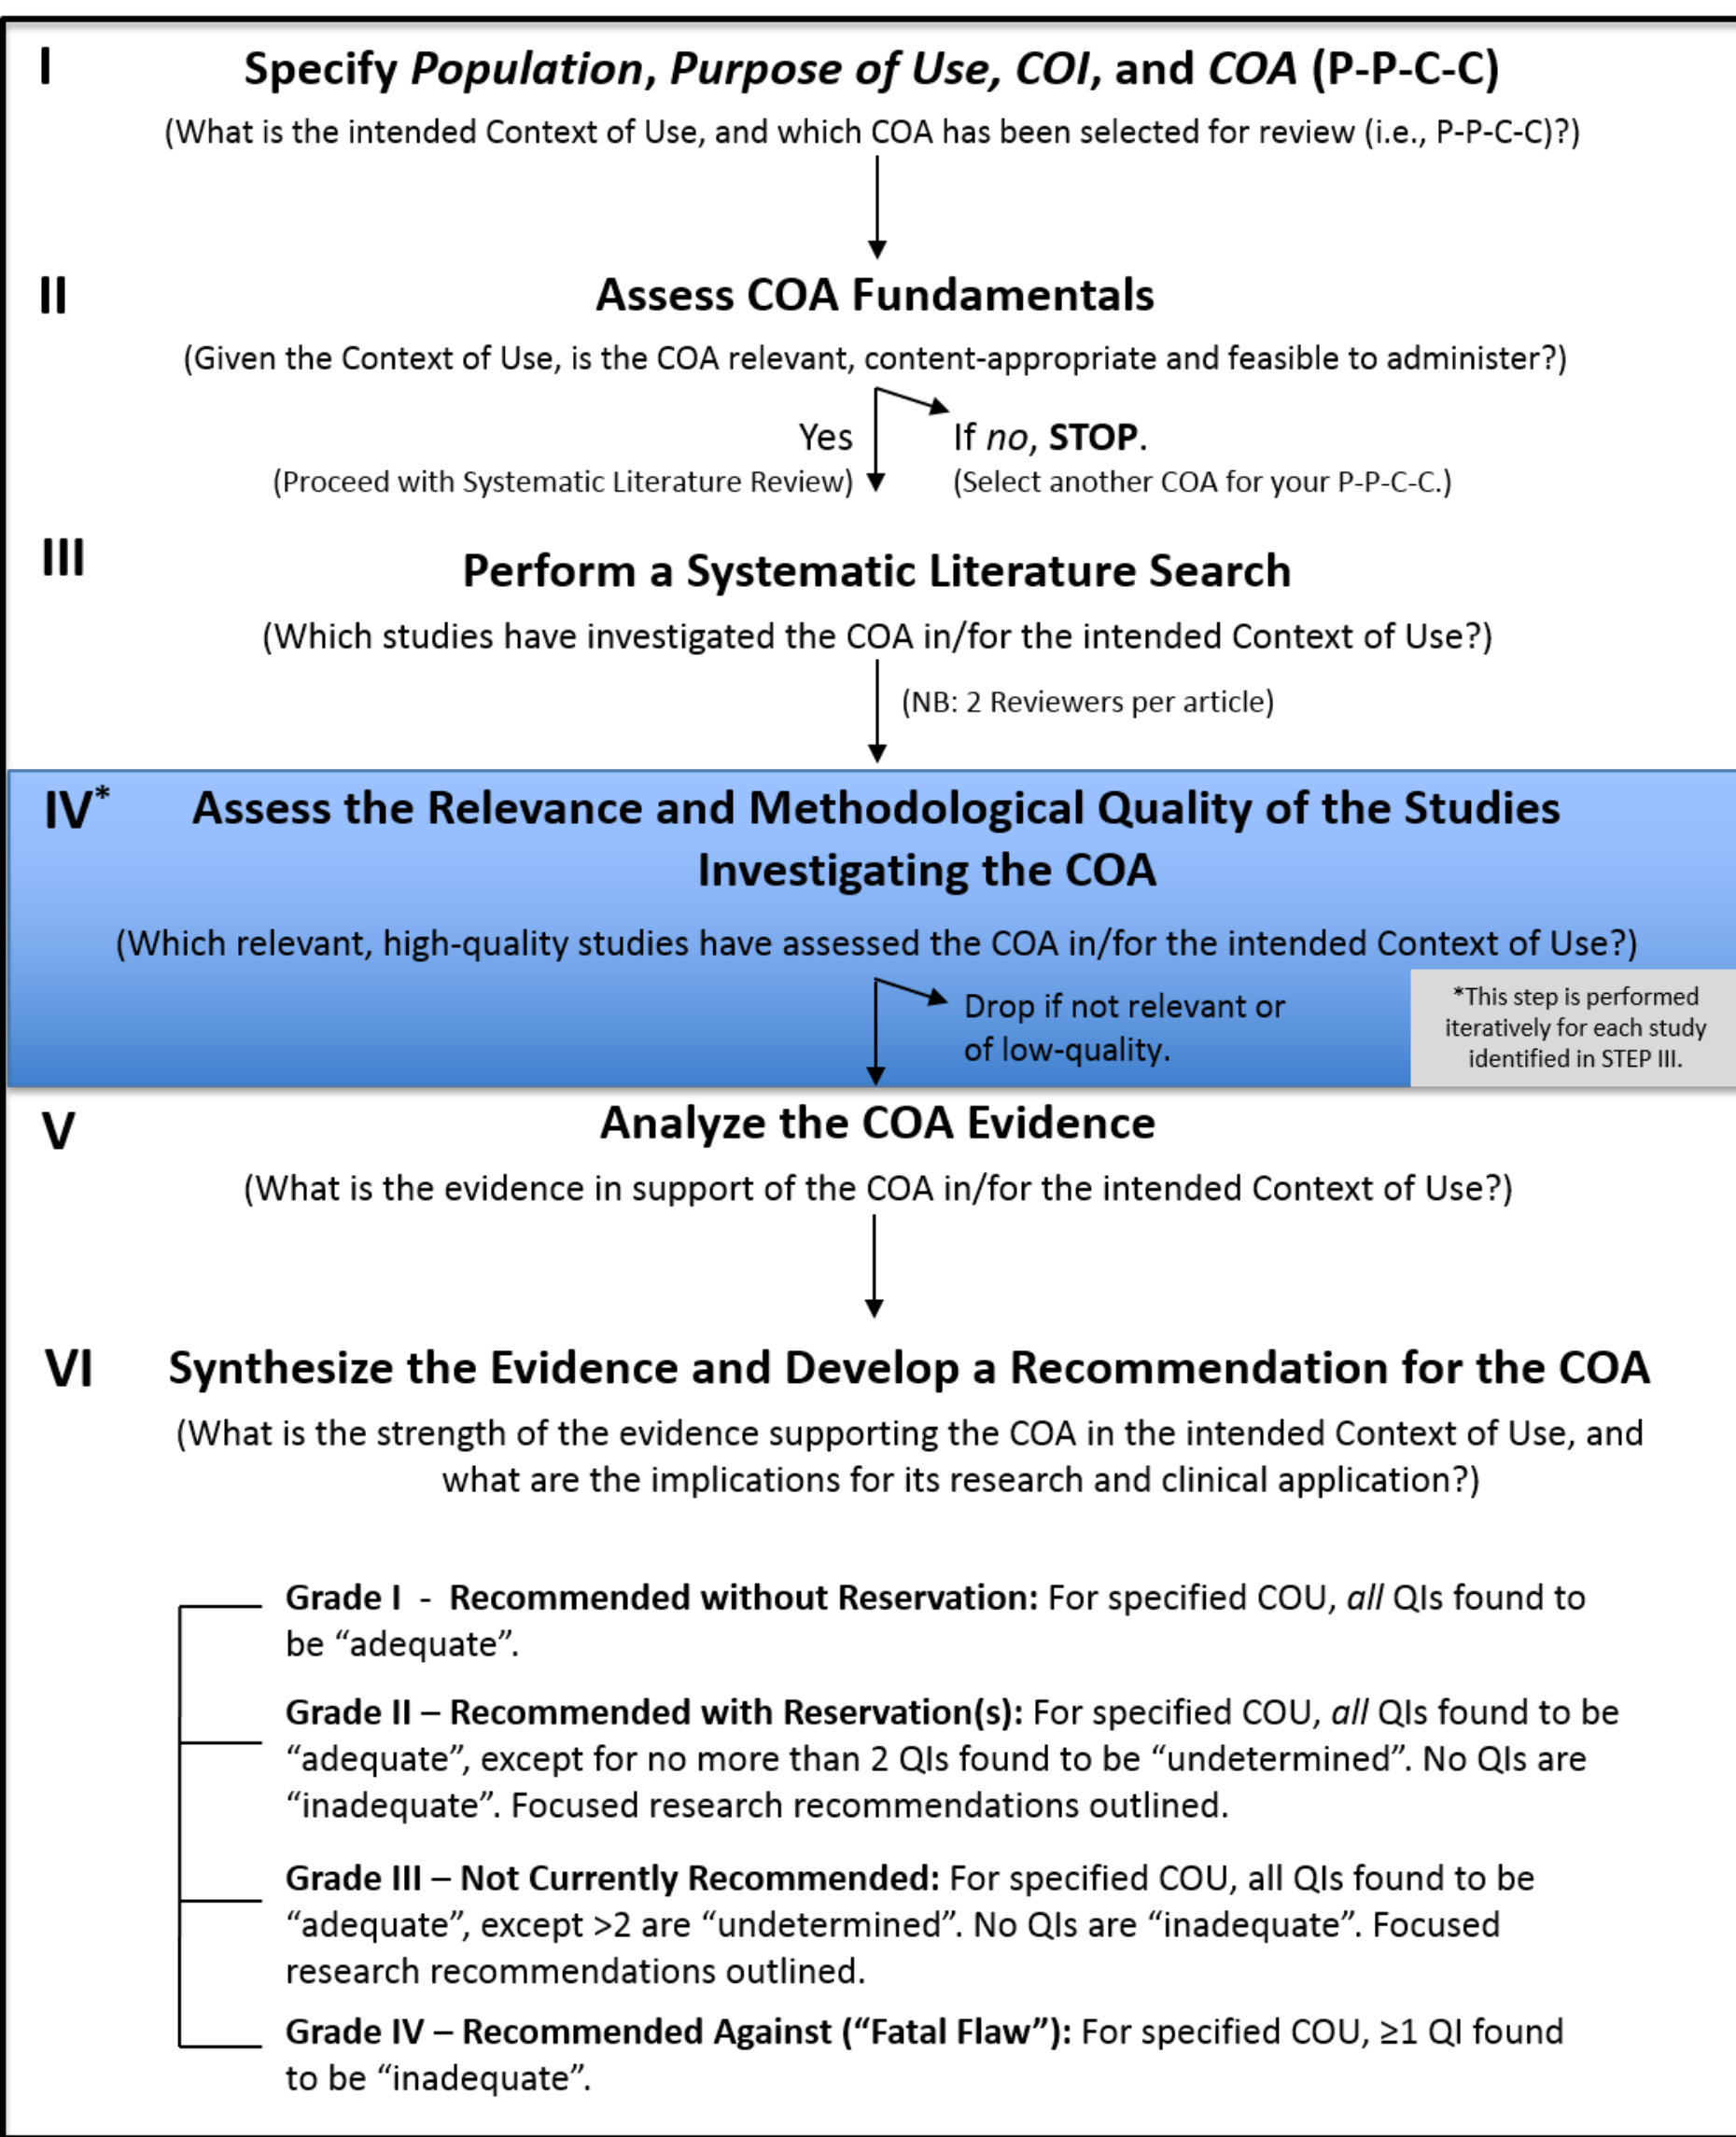 I
Specify Population, Purpose of Use, COI, and COA (P-P-C-C)
(What is the intended Context of Use, and which COA has been selected for review (i.e., P-P-C-C)?)
II
Assess COA Fundamentals
(Given the Context of Use, is the COA relevant, content-appropriate and feasible to administer?)
Yes
(Proceed with Systematic Literature Review)
If no, STOP.
(Select another COA for your P-P-C-C.)
III
Perform a Systematic Literature Search
(Which studies have investigated the COA in/for the intended Context of Use?)
(NB: 2 Reviewers per article)
IV*
Assess the Relevance and Methodological Quality of the Studies
Investigating the COA
(Which relevant, high-quality studies have assessed the COA in/for the intended Context of Use?)
Drop if not relevant or
of low-quality.
*This step is performed
iteratively for each study
identified in STEP III.
V
Analyze the COA Evidence
(What is the evidence in support of the COA in/for the intended Context of Use?)
VI
Synthesize the Evidence and Develop a Recommendation for the COA
(What is the strength of the evidence supporting the COA in the intended Context of Use, and
what are the implications for its research and clinical application?)
Grade I - Recommended without Reservation: For specified COU, all QIs found to
be “adequate”.
Grade II – Recommended with Reservation(s): For specified COU, all QIs found to be
“adequate”, except for no more than 2 QIs found to be “undetermined”. No QIs are
“inadequate”. Focused research recommendations outlined.
Grade III – Not Currently Recommended: For specified COU, all QIs found to be
“adequate”, except >2 are “undetermined”. No QIs are “inadequate”. Focused
research recommendations outlined.
Grade IV – Recommended Against (“Fatal Flaw”): For specified COU, ≥1 QI found
to be “inadequate”.